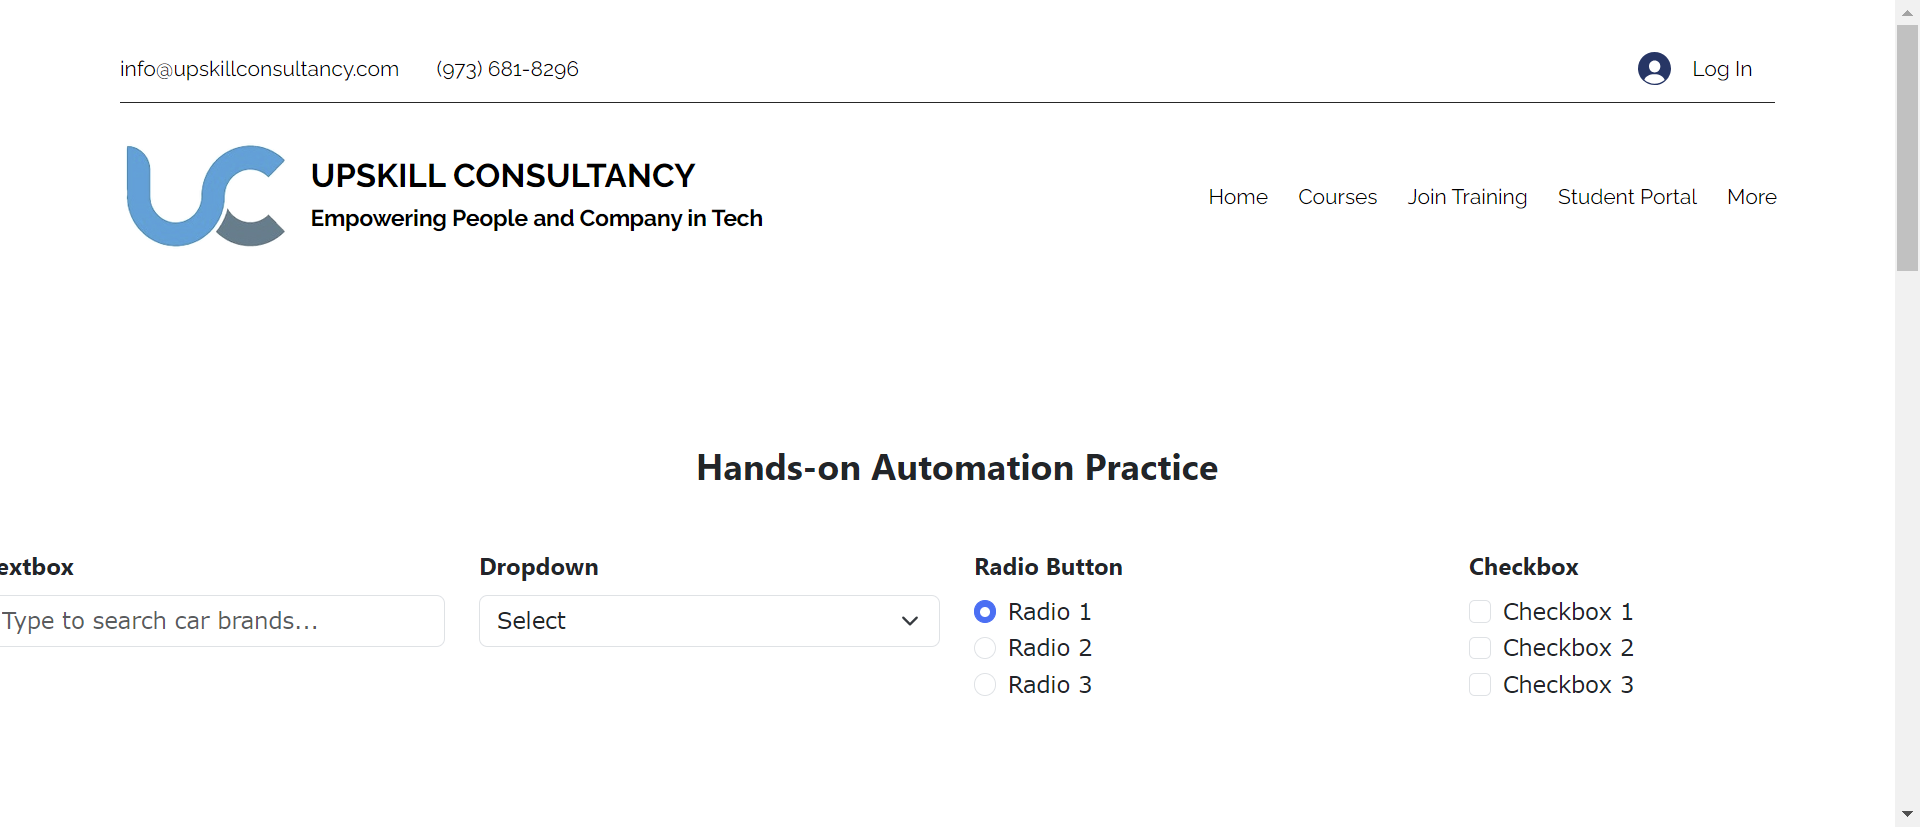 info@upskillconsultancy.com (973) 681-8296 Log In
UC
UPSKILL CONSULTANCY
Empowering People and Company in Tech
Home Courses Join Training Student Portal More
Hands-on Automation Practice
extbox Dropdown Radio Button Checkbox
Type to search car brands... Select
Radio 1 Checkbox 1
Radio 2 Checkbox 2
Radio 3 Checkbox 3